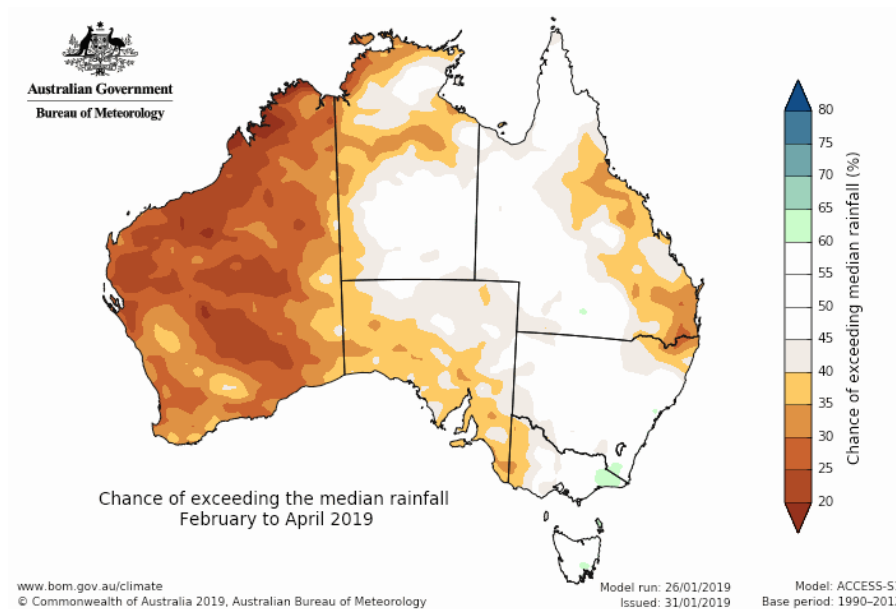 Australian Government
Bureau of Meteorology
80
75
70
65
60
55
50
45
40
35
30
25
20
Chance of exceeding median rainfall (%)
Chance of exceeding the median rainfall
February to April 2019
www.bom.gov.au/climate
© Commonwealth of Australia 2019, Australian Bureau of Meteorology
Model run: 26/01/2019
Issued: 31/01/2019
Model: ACCESS-S
Base period: 1990–201